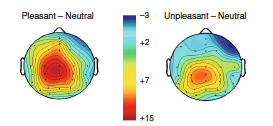 Pleasant – Neutral
Unpleasant – Neutral
–3
+2
+7
+15